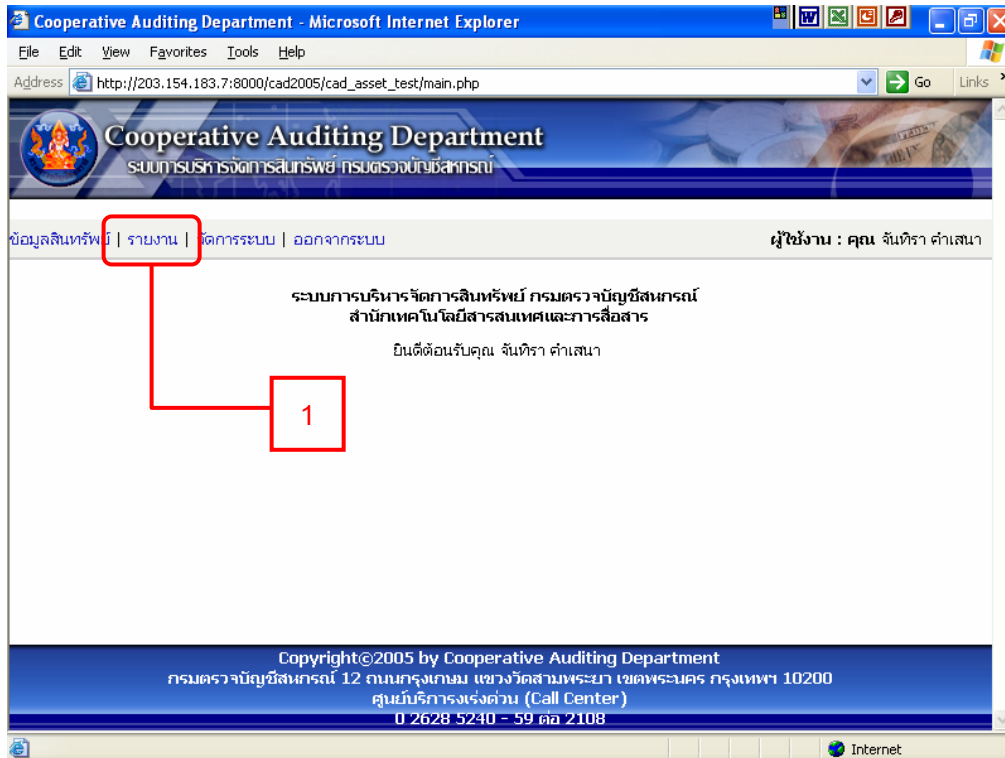 Cooperative Auditing Department - Microsoft Internet Explorer
File Edit View Favorites Tools Help
Address http://203.154.183.7:8000/cad2005/cad_asset_test/main.php Go Links
Cooperative Auditing Department
ระบบการบริหารจัดการสินทรัพย์ กรมตรวจบัญชีสหกรณ์
ข้อมูลสินทรัพย์ | รายงาน | จัดการระบบ | ออกจากระบบ ผู้ใช้งาน : คุณ จันทิรา คำเสนา
ระบบการบริหารจัดการสินทรัพย์ กรมตรวจบัญชีสหกรณ์
สำนักเทคโนโลยีสารสนเทศและการสื่อสาร
ยินดีต้อนรับคุณ จันทิรา คำเสนา
1
Copyright©2005 by Cooperative Auditing Department
กรมตรวจบัญชีสหกรณ์ 12 ถนนกรุงเกษม แขวงวัดสามพระยา เขตพระนคร กรุงเทพฯ 10200
ศูนย์บริการงเร่งด่วน (Call Center)
0 2628 5240 - 59 ต่อ 2108
Internet